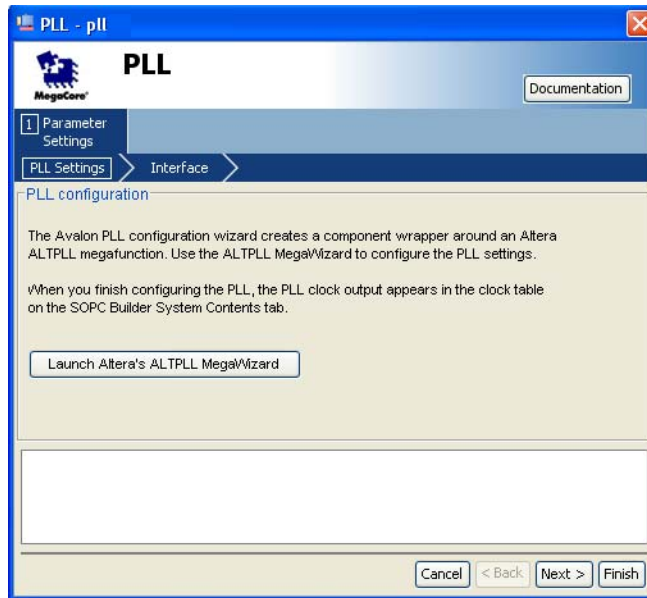 PLL - pll
MegaCore®
PLL
Documentation
1 Parameter
Settings
PLL Settings
Interface
PLL configuration
The Avalon PLL configuration wizard creates a component wrapper around an Altera
ALTPLL megafunction. Use the ALTPLL MegaWizard to configure the PLL settings.
When you finish configuring the PLL, the PLL clock output appears in the clock table
on the SOPC Builder System Contents tab.
Launch Altera's ALTPLL MegaWizard
Cancel
< Back
Next >
Finish